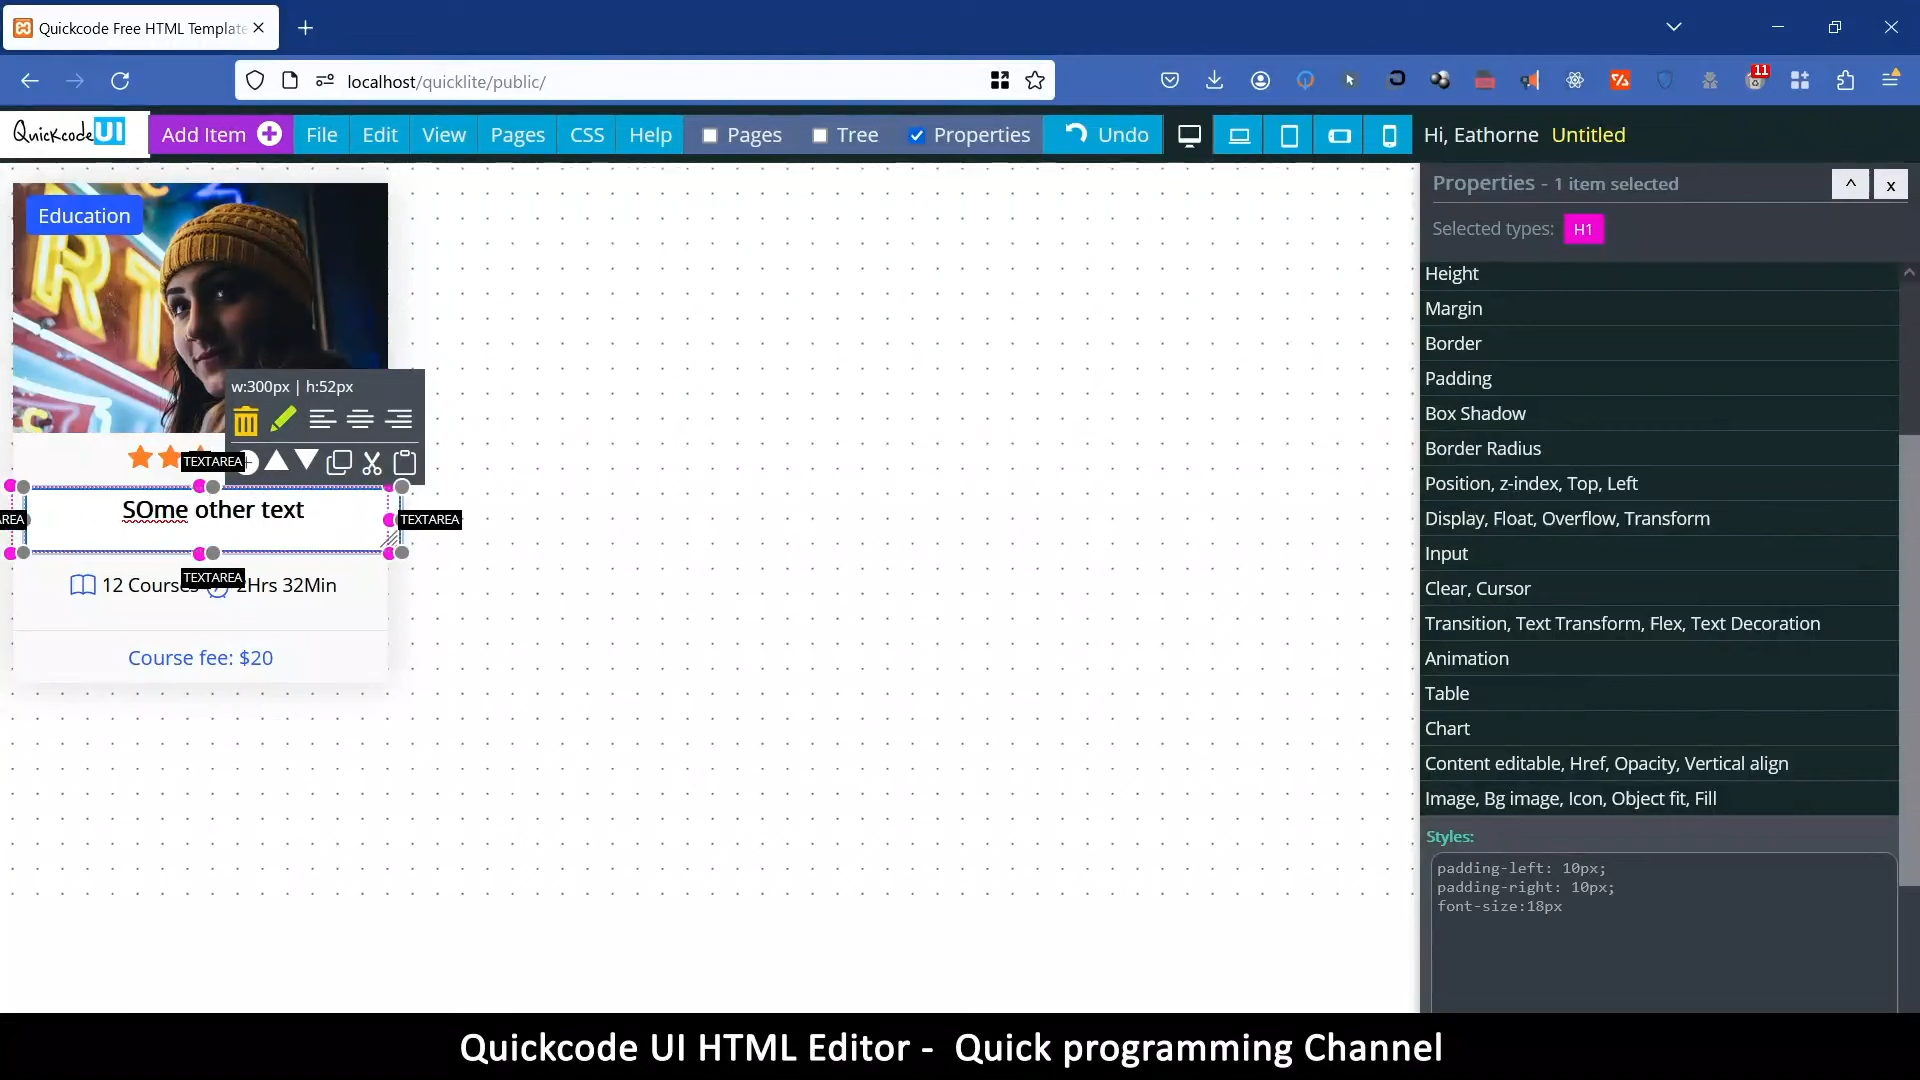 Quickcode Free HTML Template
localhost/quicklite/public/
11
QuickcodeUI
Add Item
File
Edit
View
Pages
CSS
Help
Pages
Tree
Properties
Undo
Hi, Eathorne
Untitled
Properties - 1 item selected
^
x
Selected types:
H1
Education
w:300px | h:52px
TEXTAREA
SOme other text
AREA
TEXTAREA
TEXTAREA
12 Courses
2Hrs 32Min
Course fee: $20
Height
Margin
Border
Padding
Box Shadow
Border Radius
Position, z-index, Top, Left
Display, Float, Overflow, Transform
Input
Clear, Cursor
Transition, Text Transform, Flex, Text Decoration
Animation
Table
Chart
Content editable, Href, Opacity, Vertical align
Image, Bg image, Icon, Object fit, Fill
Styles:
padding-left: 10px;
padding-right: 10px;
font-size:18px
Quickcode UI HTML Editor - Quick programming Channel